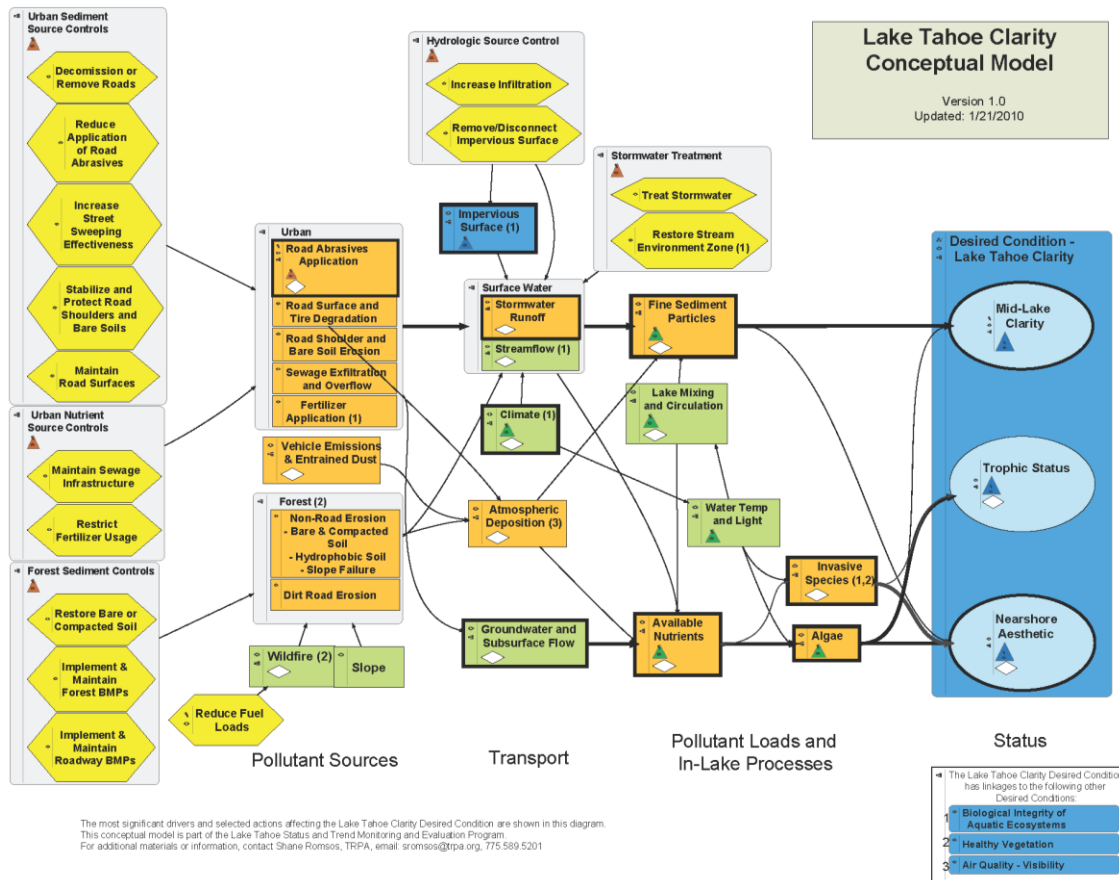 Urban Sediment
Source Controls
Decomission or
Remove Roads
Reduce
Application
of Road
Abrasives
Increase
Street
Sweeping
Effectiveness
Stabilize and
Protect Road
Shoulders and
Bare Soils
Maintain
Road Surfaces
Urban Nutrient
Source Controls
Maintain Sewage
Infrastructure
Restrict
Fertilizer Usage
Forest Sediment Controls
Restore Bare or
Compacted Soil
Implement &
Maintain
Forest BMPs
Implement &
Maintain
Roadway BMPs
Hydrologic Source Control
Increase Infiltration
Remove/Disconnect
Impervious Surface
Lake Tahoe Clarity
Conceptual Model
Version 1.0
Updated: 1/21/2010
Stormwater Treatment
Treat Stormwater
Restore Stream
Environment Zone (1)
Urban
Road Abrasives
Application
Road Surface and
Tire Degradation
Road Shoulder and
Bare Soil Erosion
Sewage Exfiltration
and Overflow
Fertilizer
Application (1)
Vehicle Emissions
& Entrained Dust
Forest (2)
Non-Road Erosion
- Bare & Compacted
Soil
- Hydrophobic Soil
- Slope Failure
Dirt Road Erosion
Wildfire (2)
Slope
Reduce Fuel
Loads
Impervious
Surface (1)
Surface Water
Stormwater
Runoff
Streamflow (1)
Climate (1)
Atmospheric
Deposition (3)
Groundwater and
Subsurface Flow
Fine Sediment
Particles
Lake Mixing
and Circulation
Water Temp
and Light
Invasive
Species (1,2)
Available
Nutrients
Algae
Desired Condition -
Lake Tahoe Clarity
Mid-Lake
Clarity
Trophic Status
Nearshore
Aesthetic
Pollutant Sources
Transport
Pollutant Loads and
In-Lake Processes
Status
The Lake Tahoe Clarity Desired Condition
has linkages to the following other
Desired Conditions:
1 Biological Integrity of
Aquatic Ecosystems
2 Healthy Vegetation
3 Air Quality - Visibility
The most significant drivers and selected actions affecting the Lake Tahoe Clarity Desired Condition are shown in this diagram.
This conceptual model is part of the Lake Tahoe Status and Trend Monitoring and Evaluation Program.
For additional materials or information, contact Shane Romsos, TRPA, email: sromsos@trpa.org, 775.589.5201